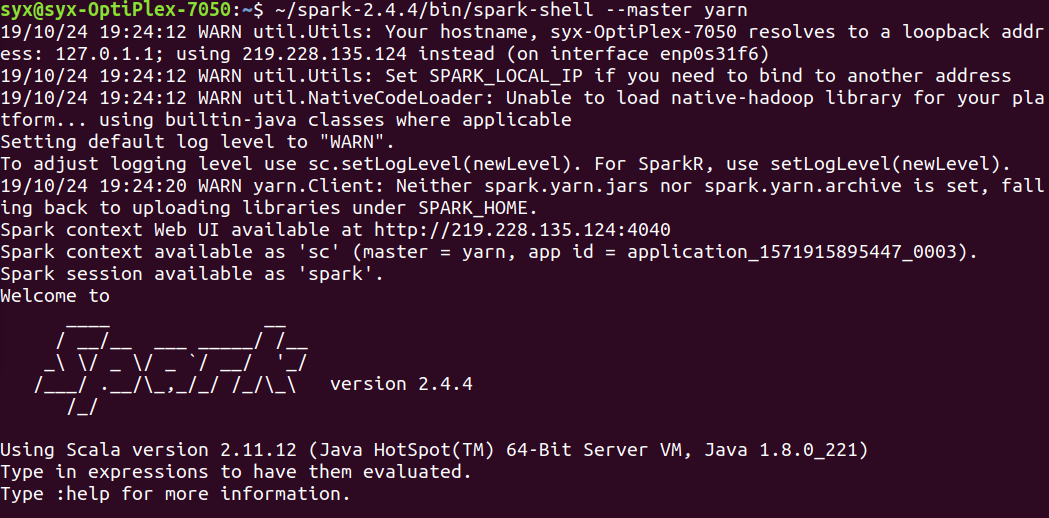 syx@syx-OptiPlex-7050:~$ ~/spark-2.4.4/bin/spark-shell --master yarn
19/10/24 19:24:12 WARN util.Utils: Your hostname, syx-OptiPlex-7050 resolves to a loopback addr
ess: 127.0.1.1; using 219.228.135.124 instead (on interface enp0s31f6)
19/10/24 19:24:12 WARN util.Utils: Set SPARK_LOCAL_IP if you need to bind to another address
19/10/24 19:24:12 WARN util.NativeCodeLoader: Unable to load native-hadoop library for your pla
tform... using builtin-java classes where applicable
Setting default log level to "WARN".
To adjust logging level use sc.setLogLevel(newLevel). For SparkR, use setLogLevel(newLevel).
19/10/24 19:24:20 WARN yarn.Client: Neither spark.yarn.jars nor spark.yarn.archive is set, fall
ing back to uploading libraries under SPARK_HOME.
Spark context Web UI available at http://219.228.135.124:4040
Spark context available as 'sc' (master = yarn, app id = application_1571915895447_0003).
Spark session available as 'spark'.
Welcome to
      ____              __
     / __/__  ___ _____/ /__
    _\ \/ _ \/ _ `/ __/  '_/
   /___/ .__/\_,_/_/ /_/\_\   version 2.4.4
      /_/
Using Scala version 2.11.12 (Java HotSpot(TM) 64-Bit Server VM, Java 1.8.0_221)
Type in expressions to have them evaluated.
Type :help for more information.